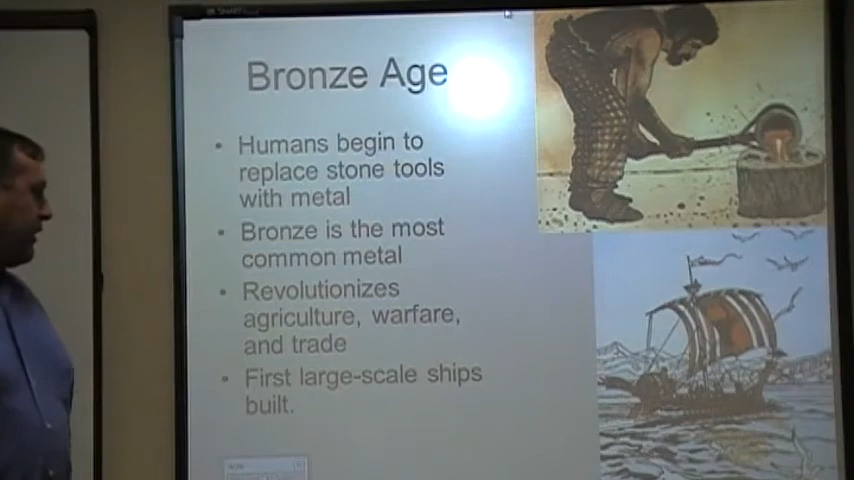 SMART
Bronze Age
• Humans begin to
replace stone tools
with metal
• Bronze is the most
common metal
• Revolutionizes
agriculture, warfare,
and trade
• First large-scale ships
built.